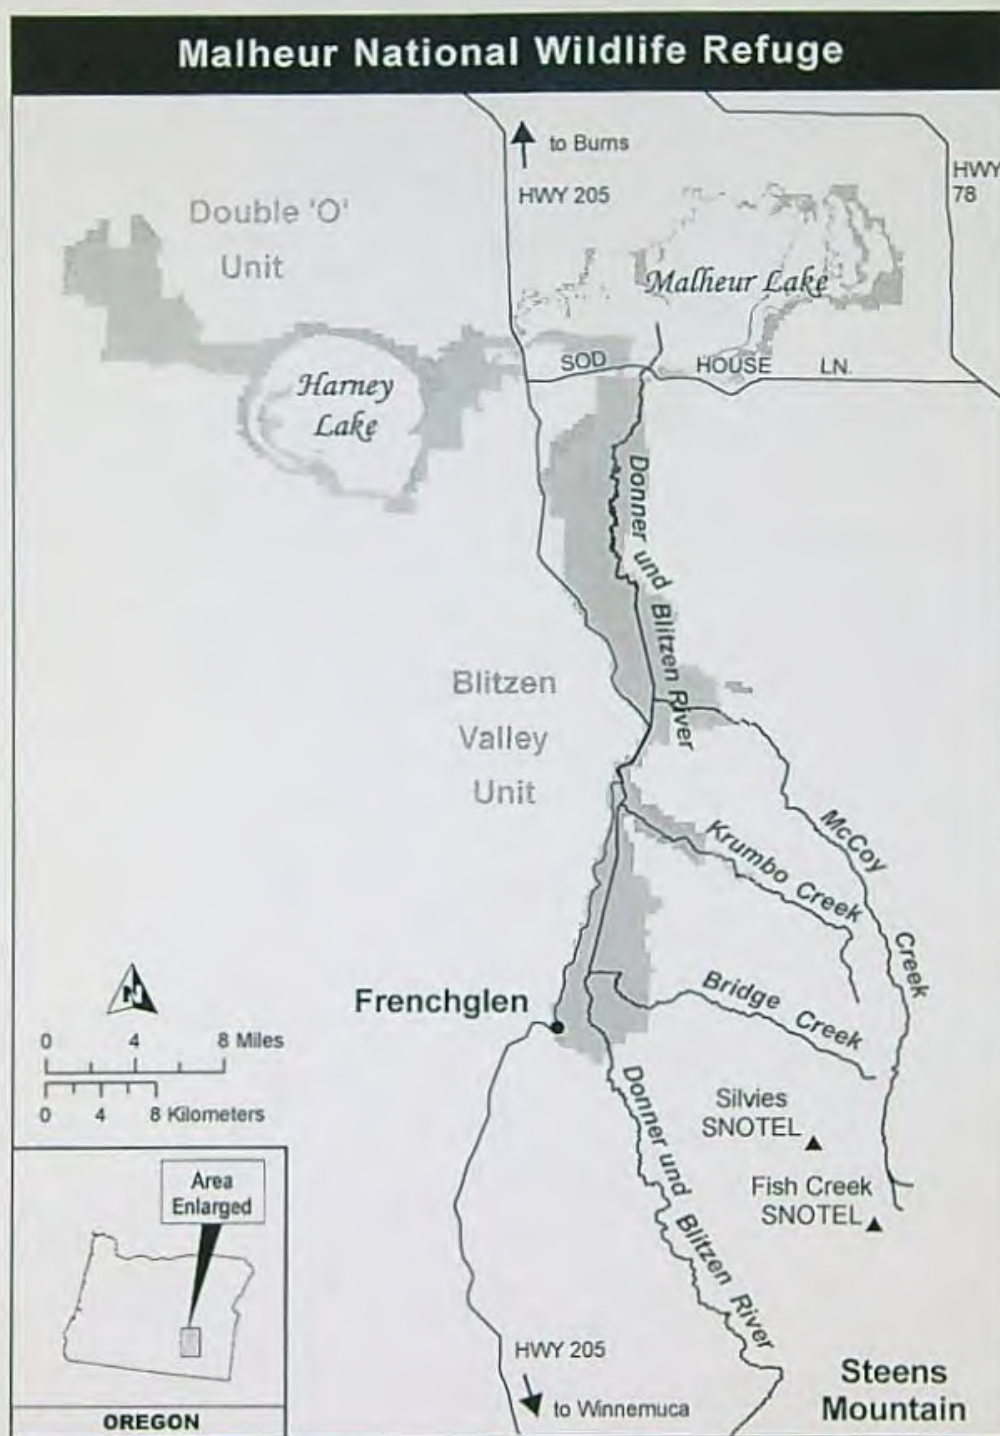 Malheur National Wildlife Refuge
to Burns
HWY 205
HWY
78
Double 'O'
Unit
Malheur Lake
SOD HOUSE LN.
Harney
Lake
Donner und Blitzen River
Blitzen
Valley
Unit
McCoy Creek
Krumbo Creek
Bridge Creek
Frenchglen
N
0 4 8 Miles
0 4 8 Kilometers
Silvies
SNOTEL
Fish Creek
SNOTEL
Donner und Blitzen River
Area
Enlarged
OREGON
HWY 205
to Winnemuca
Steens
Mountain